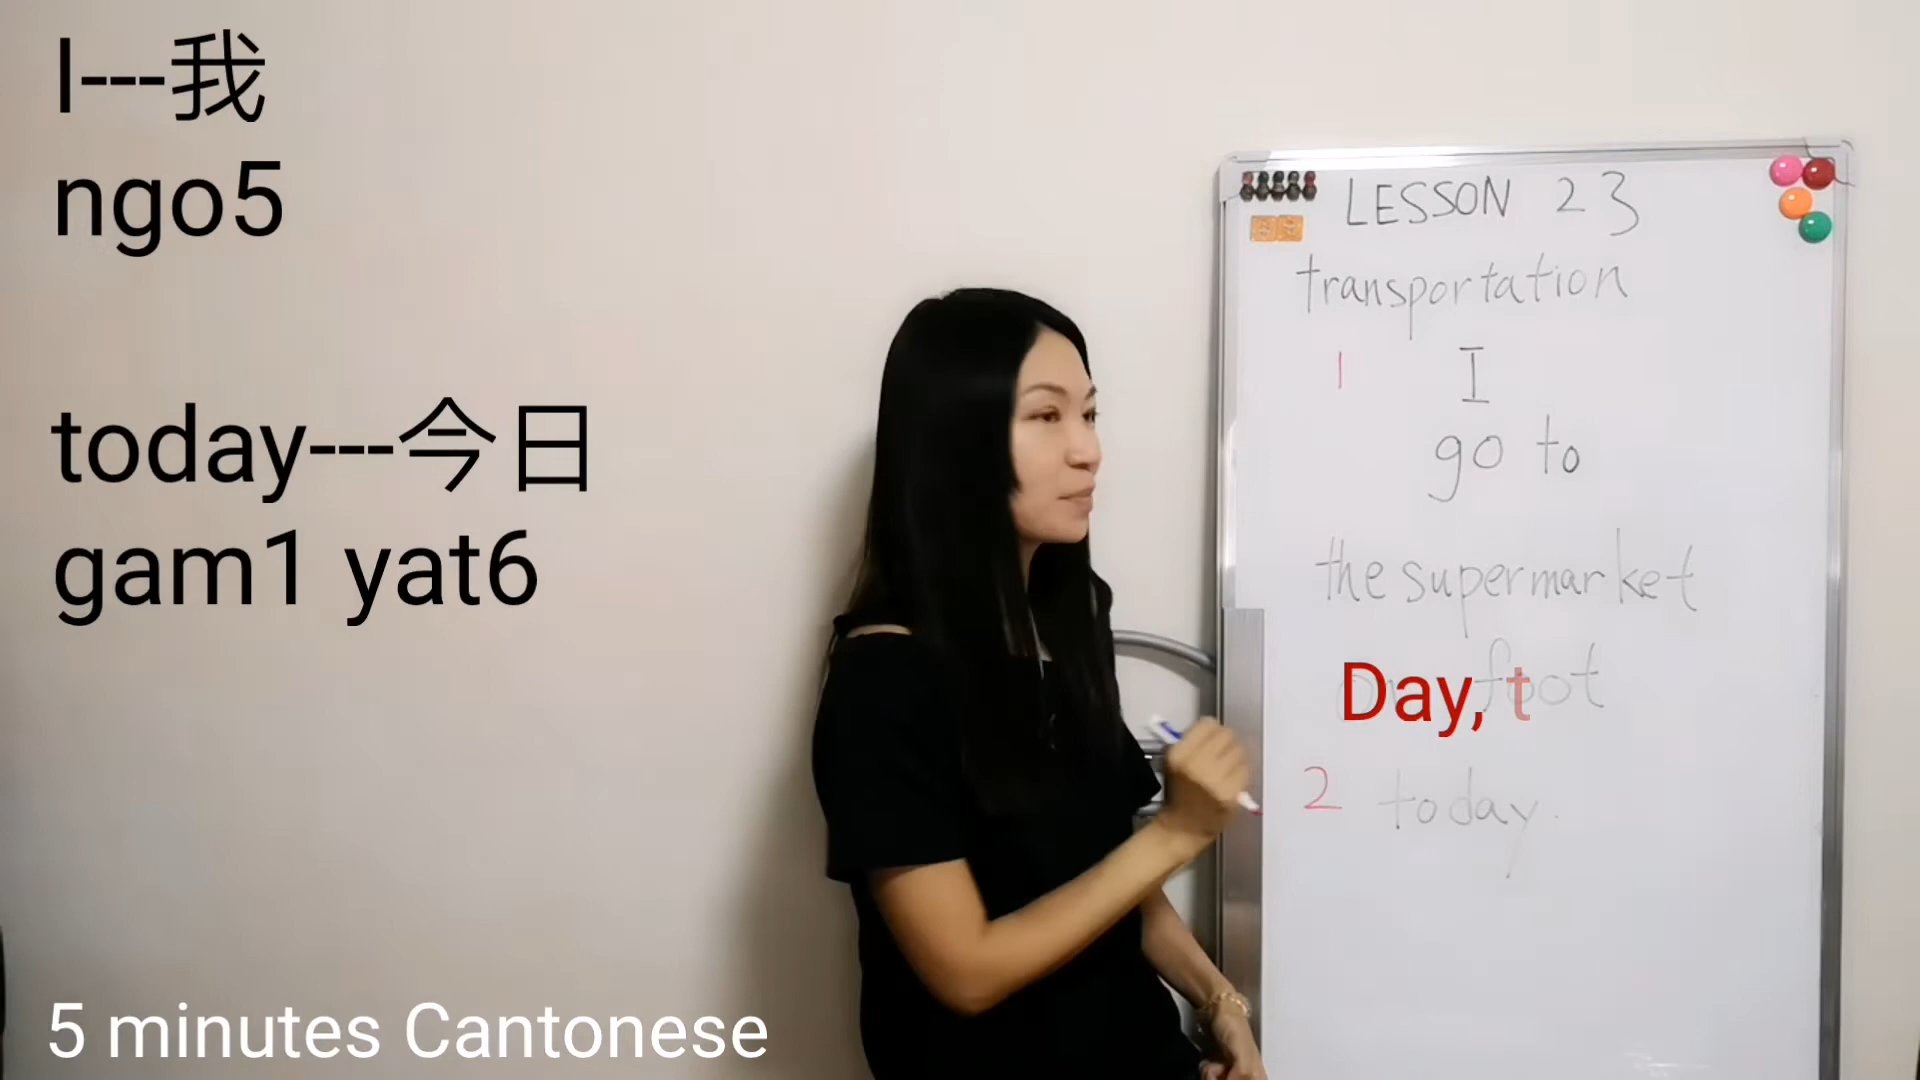 I---我
ngo5
today---今日
gam1 yat6
5 minutes Cantonese
LESSON 23
transportation
1 I
go to
the supermarket
foot
Day, t
2 today.